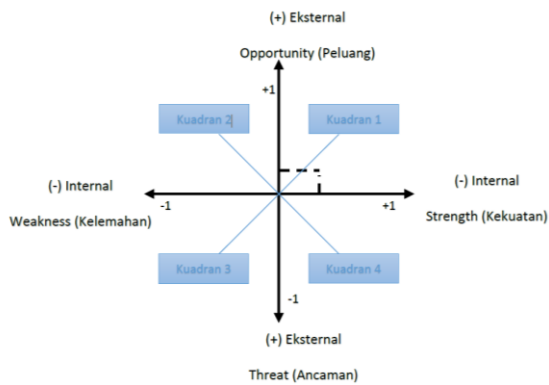 (+) Eksternal
Opportunity (Peluang)
+1
Kuadran 2
Kuadran 1
(-) Internal
Weakness (Kelemahan)
-1
+1
(-) Internal
Strength (Kekuatan)
Kuadran 3
Kuadran 4
-1
(+) Eksternal
Threat (Ancaman)